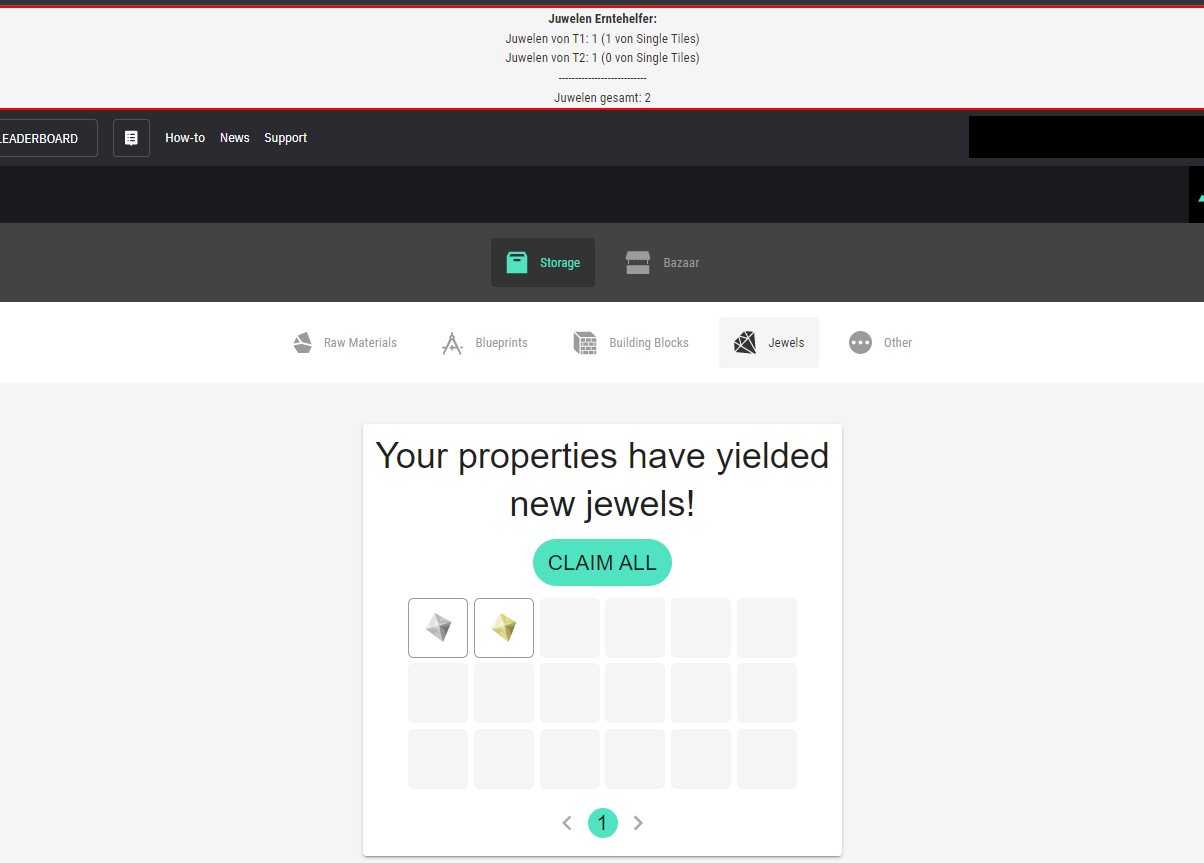 Juwelen Erntehelfer:
Juwelen von T1: 1 (1 von Single Tiles)
Juwelen von T2: 1 (0 von Single Tiles)
---------------------------
Juwelen gesamt: 2
LEADERBOARD
How-to News Support
Storage Bazaar
Raw Materials Blueprints Building Blocks Jewels Other
Your properties have yielded
new jewels!
CLAIM ALL
1